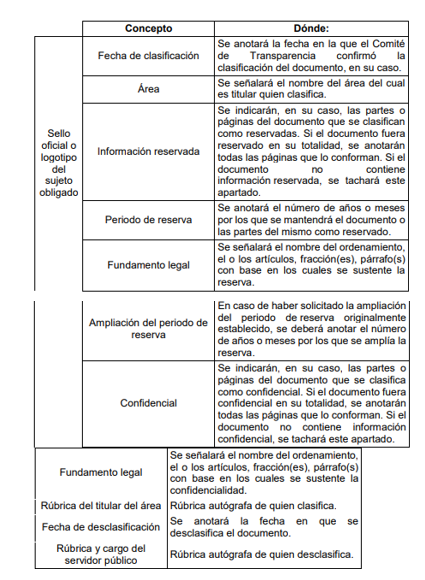 Concepto Dónde:
Sello
oficial o
logotipo
del
sujeto
obligado
Fecha de clasificación
Se anotará la fecha en la que el Comité
de Transparencia confirmó la
clasificación del documento, en su caso.
Área
Se señalará el nombre del área del cual
es titular quien clasifica.
Información reservada
Se indicarán, en su caso, las partes o
páginas del documento que se clasifican
como reservadas. Si el documento fuera
reservado en su totalidad, se anotarán
todas las páginas que lo conforman. Si el
documento no contiene
información reservada, se tachará este
apartado.
Periodo de reserva
Se anotará el número de años o meses
por los que se mantendrá el documento o
las partes del mismo como reservado.
Fundamento legal
Se señalará el nombre del ordenamiento,
el o los artículos, fracción(es), párrafo(s)
con base en los cuales se sustente la
reserva.
Ampliación del periodo de
reserva
En caso de haber solicitado la ampliación
del periodo de reserva originalmente
establecido, se deberá anotar el número
de años o meses por los que se amplía la
reserva.
Confidencial
Se indicarán, en su caso, las partes o
páginas del documento que se clasifica
como confidencial. Si el documento fuera
confidencial en su totalidad, se anotarán
todas las páginas que lo conforman. Si el
documento no contiene información
confidencial, se tachará este apartado.
Fundamento legal
Se señalará el nombre del ordenamiento,
el o los artículos, fracción(es), párrafo(s)
con base en los cuales se sustente la
confidencialidad.
Rúbrica del titular del área Rúbrica autógrafa de quien clasifica.
Fecha de desclasificación
Se anotará la fecha en que se
desclasifica el documento.
Rúbrica y cargo del
servidor público
Rúbrica autógrafa de quien desclasifica.